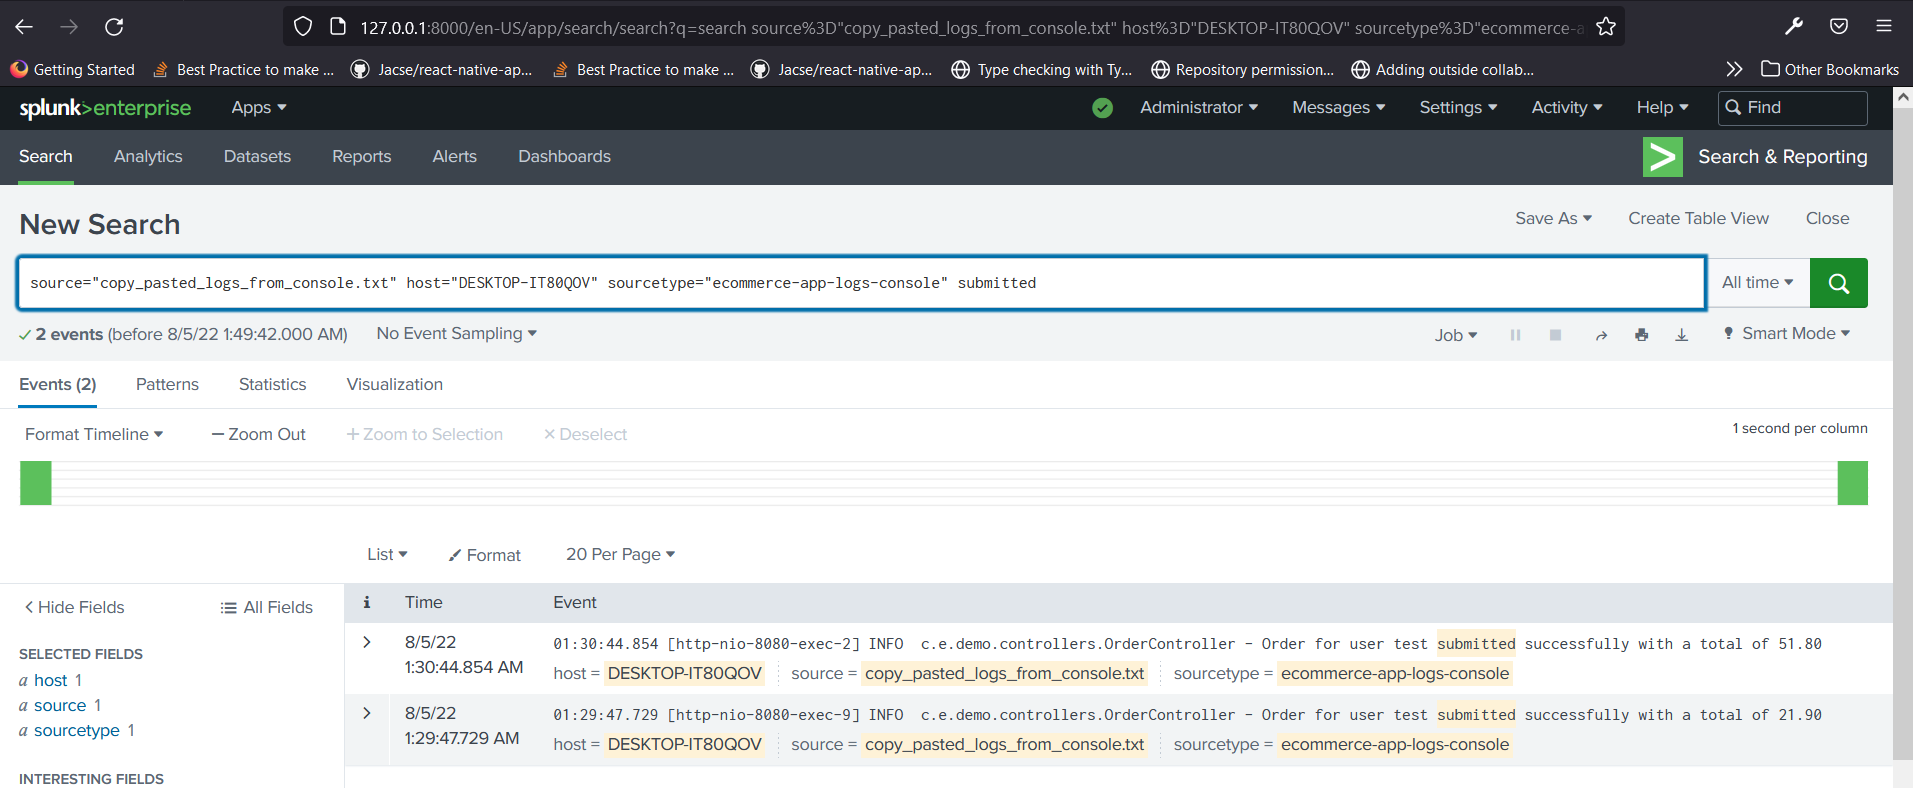 127.0.0.1:8000/en-US/app/search/search?q=search source%3D"copy_pasted_logs_from_console.txt" host%3D"DESKTOP-IT80QOV" sourcetype%3D"ecommerce-a
Getting Started Best Practice to make ... Jacse/react-native-ap... Best Practice to make ... Jacse/react-native-ap... Type checking with Ty... Repository permission... Adding outside collab... Other Bookmarks
splunk>enterprise Apps Administrator Messages Settings Activity Help Find
Search Analytics Datasets Reports Alerts Dashboards Search & Reporting
New Search Save As Create Table View Close
source="copy_pasted_logs_from_console.txt" host="DESKTOP-IT80QOV" sourcetype="ecommerce-app-logs-console" submitted All time
2 events (before 8/5/22 1:49:42.000 AM) No Event Sampling Job Smart Mode
Events (2) Patterns Statistics Visualization
Format Timeline — Zoom Out + Zoom to Selection × Deselect 1 second per column
List Format 20 Per Page
< Hide Fields All Fields i Time Event
SELECTED FIELDS
a host 1
a source 1
a sourcetype 1
INTERESTING FIELDS
> 8/5/22 01:30:44.854 [http-nio-8080-exec-2] INFO c.e.demo.controllers.OrderController - Order for user test submitted successfully with a total of 51.80
1:30:44.854 AM host = DESKTOP-IT80QOV source = copy_pasted_logs_from_console.txt sourcetype = ecommerce-app-logs-console
> 8/5/22 01:29:47.729 [http-nio-8080-exec-9] INFO c.e.demo.controllers.OrderController - Order for user test submitted successfully with a total of 21.90
1:29:47.729 AM host = DESKTOP-IT80QOV source = copy_pasted_logs_from_console.txt sourcetype = ecommerce-app-logs-console